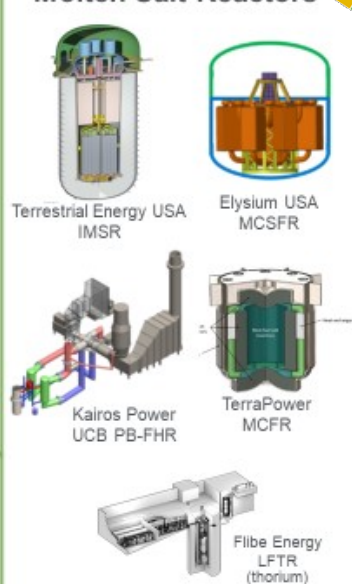 Molten Salt Reactors
Terrestrial Energy USA
IMSR
Elysium USA
MCSFR
Kairos Power
UCB PB-FHR
TerraPower
MCFR
Flibe Energy
LFTR
(thorium)